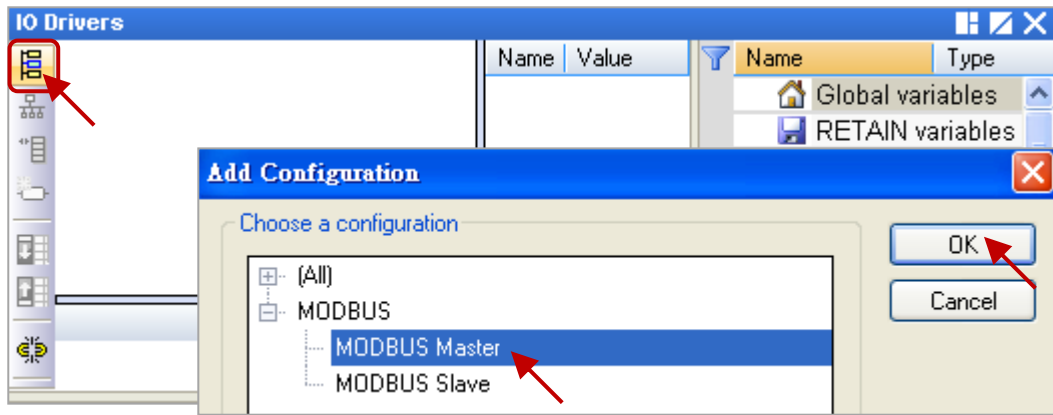 IO Drivers
Name Value Name Type
Global variables
RETAIN variables
Add Configuration
Choose a configuration
OK
(All)
Cancel
MODBUS
MODBUS Master
MODBUS Slave